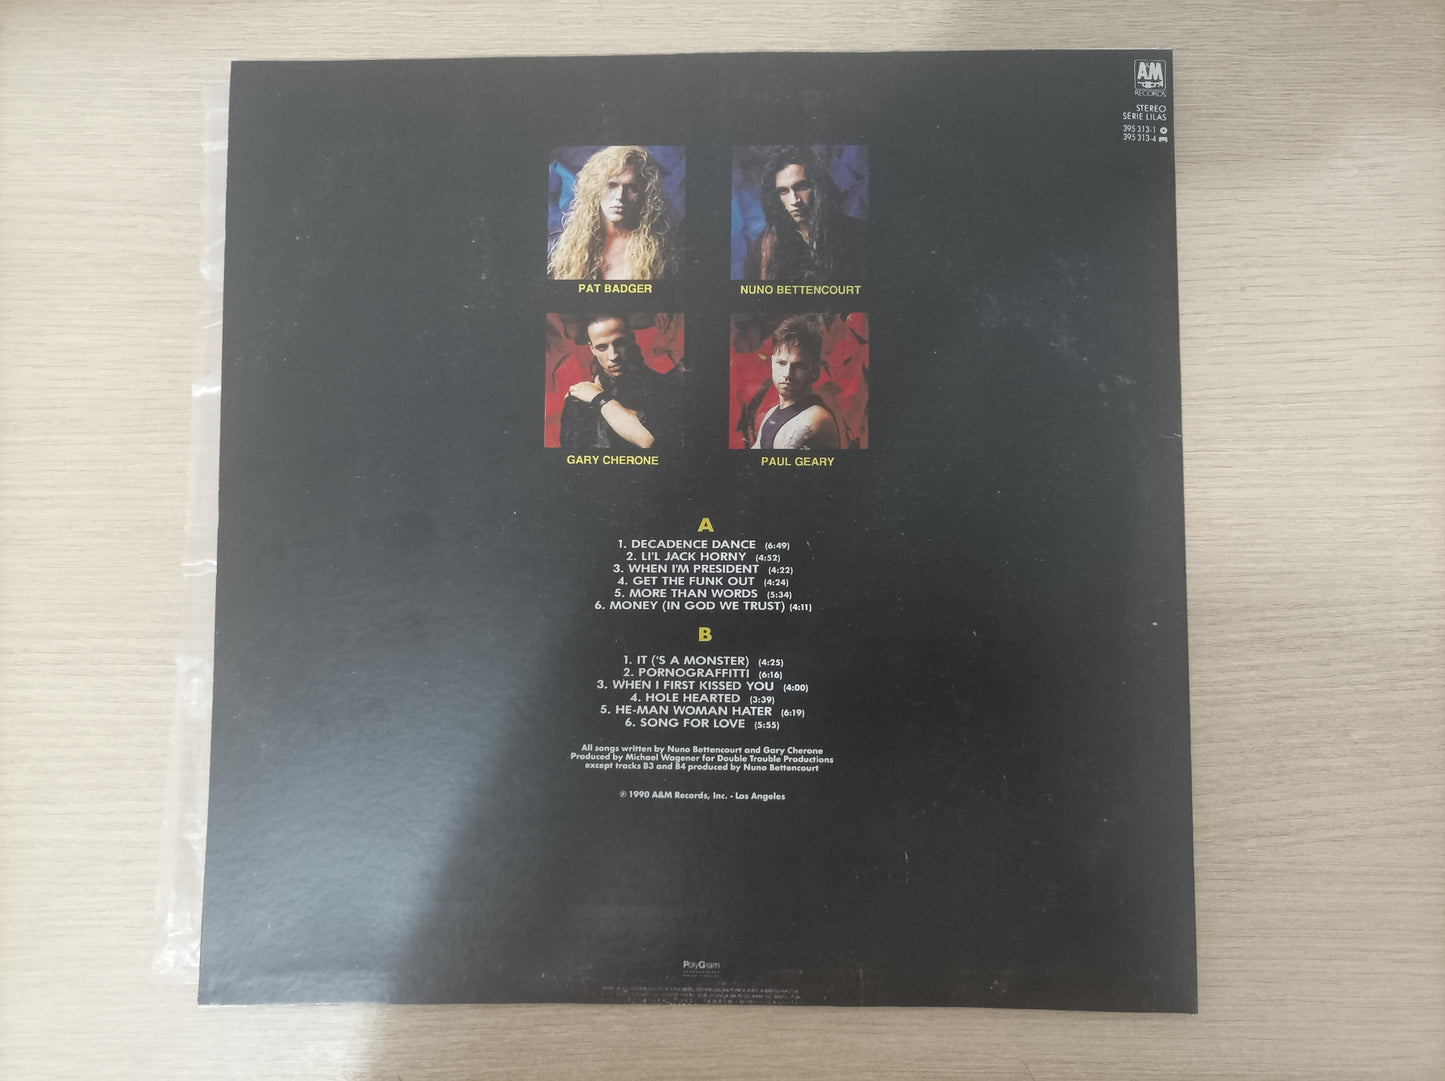 A&M
RECORDS
STEREO
SÉRIE LILAS
395 313-1
395 313-4
PAT BADGER
NUNO BETTENCOURT
GARY CHERONE
PAUL GEARY
A
1. DECADENCE DANCE (6:49)
2. LI'L JACK HORNY (4:52)
3. WHEN I'M PRESIDENT (4:22)
4. GET THE FUNK OUT (4:24)
5. MORE THAN WORDS (5:34)
6. MONEY (IN GOD WE TRUST) (4:11)
B
1. IT ('S A MONSTER) (4:25)
2. PORNOGRAFFITTI (6:16)
3. WHEN I FIRST KISSED YOU (4:00)
4. HOLE HEARTED (3:39)
5. HE-MAN WOMAN HATER (6:19)
6. SONG FOR LOVE (5:55)
All songs written by Nuno Bettencourt and Gary Cherone
Produced by Michael Wagener for Double Trouble Productions
except tracks B3 and B4 produced by Nuno Bettencourt
℗ 1990 A&M Records, Inc. - Los Angeles
PolyGram